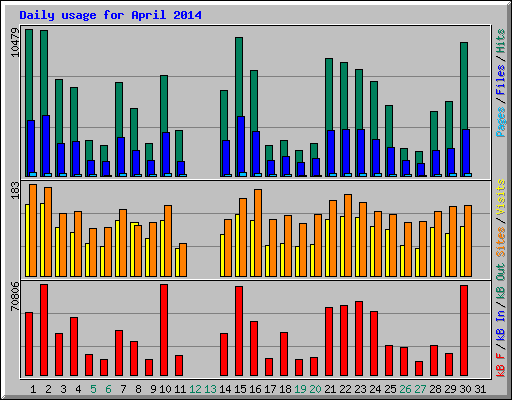 Daily usage for April 2014
10479
Pages / Files / Hits
183
Sites / Visits
70806
kB F / kB In / kB Out
1 2 3 4 5 6 7 8 9 10 11 12 13 14 15 16 17 18 19 20 21 22 23 24 25 26 27 28 29 30 31